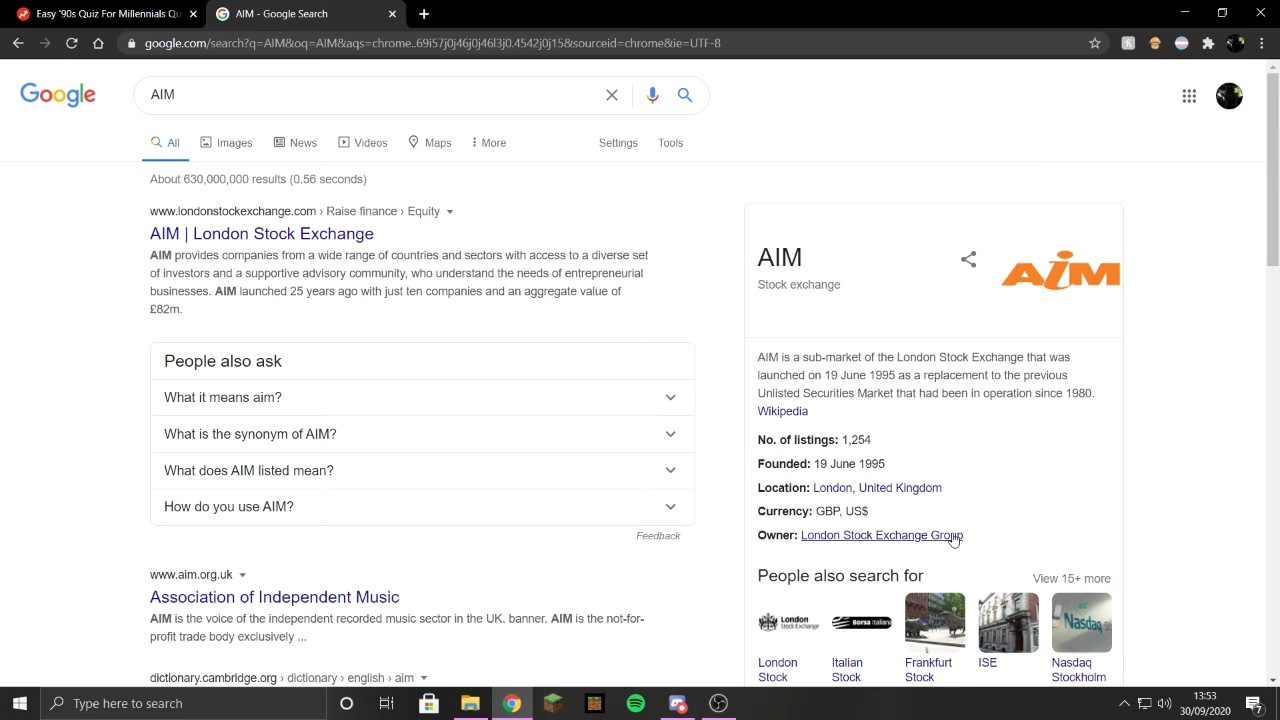 Easy '90s Quiz For Millennials Qu
AIM - Google Search
google.com/search?q=AIM&oq=AIM&aqs=chrome..69i57j0j46j0j46l3j0.4542j0j15&sourceid=chrome&ie=UTF-8
Google
AIM
All
Images
News
Videos
Maps
More
Settings
Tools
About 630,000,000 results (0.56 seconds)
www.londonstockexchange.com › Raise finance › Equity
AIM | London Stock Exchange
AIM provides companies from a wide range of countries and sectors with access to a diverse set
of investors and a supportive advisory community, who understand the needs of entrepreneurial
businesses. AIM launched 25 years ago with just ten companies and an aggregate value of
£82m.
People also ask
What it means aim?
What is the synonym of AIM?
What does AIM listed mean?
How do you use AIM?
Feedback
www.aim.org.uk
Association of Independent Music
AIM is the voice of the independent recorded music sector in the UK. banner. AIM is the not-for-
profit trade body exclusively ...
dictionary.cambridge.org › dictionary › english › aim
AIM
Stock exchange
AiM
AIM is a sub-market of the London Stock Exchange that was
launched on 19 June 1995 as a replacement to the previous
Unlisted Securities Market that had been in operation since 1980.
Wikipedia
No. of listings: 1,254
Founded: 19 June 1995
Location: London, United Kingdom
Currency: GBP, US$
Owner: London Stock Exchange Group
People also search for
View 15+ more
London
Stock Exchange
Borsa Italiana
Nasdaq
London
Stock
Italian
Stock
Frankfurt
Stock
ISE
Nasdaq
Stockholm
Type here to search
13:53
30/09/2020
7